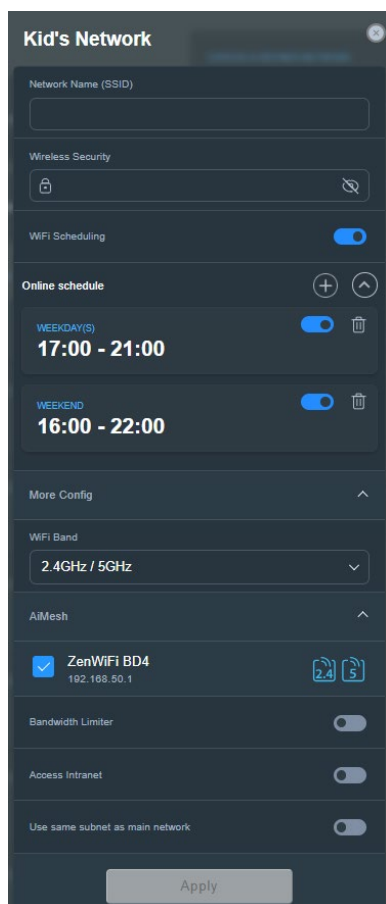 Kid's Network
Network Name (SSID)
Wireless Security
WiFi Scheduling
Online schedule
WEEKDAY(S)
17:00 - 21:00
WEEKEND
16:00 - 22:00
More Config
WiFi Band
2.4GHz / 5GHz
AiMesh
ZenWiFi BD4
2.4 5
192.168.50.1
Bandwidth Limiter
Access Intranet
Use same subnet as main network
Apply